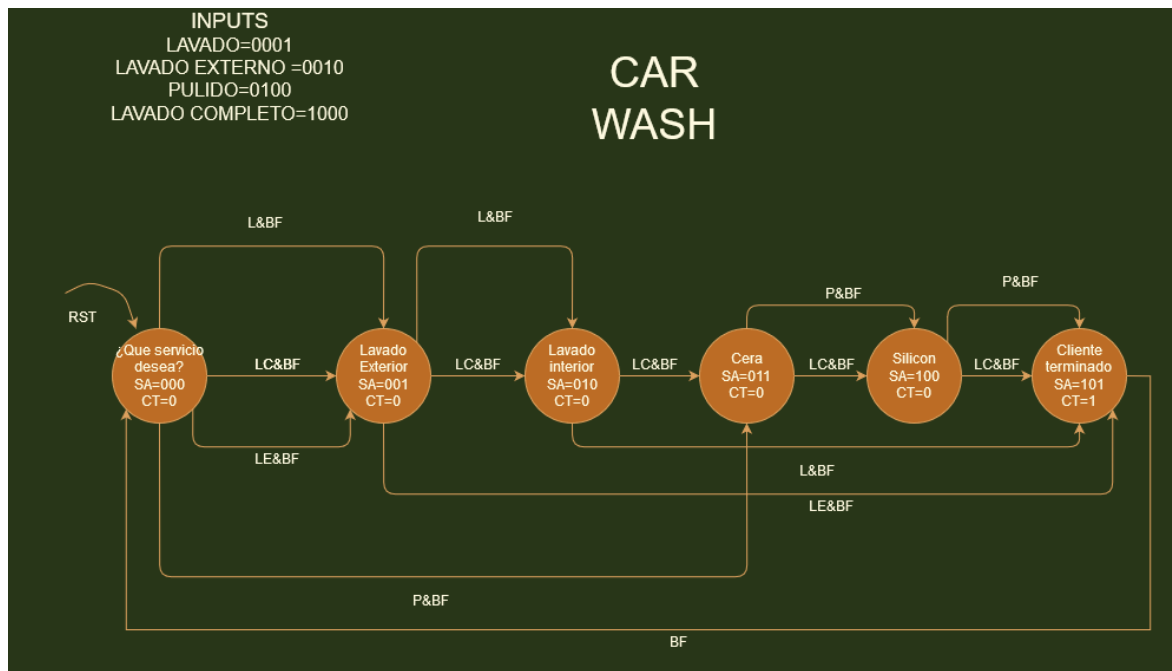 INPUTS
LAVADO=0001
LAVADO EXTERNO =0010
PULIDO=0100
LAVADO COMPLETO=1000
CAR
WASH
L&BF
L&BF
P&BF
P&BF
RST
¿Que servicio
desea?
SA=000
CT=0
LC&BF
Lavado
Exterior
SA=001
CT=0
LC&BF
Lavado
interior
SA=010
CT=0
LC&BF
Cera
SA=011
CT=0
LC&BF
Silicon
SA=100
CT=0
LC&BF
Cliente
terminado
SA=101
CT=1
LE&BF
L&BF
LE&BF
P&BF
BF